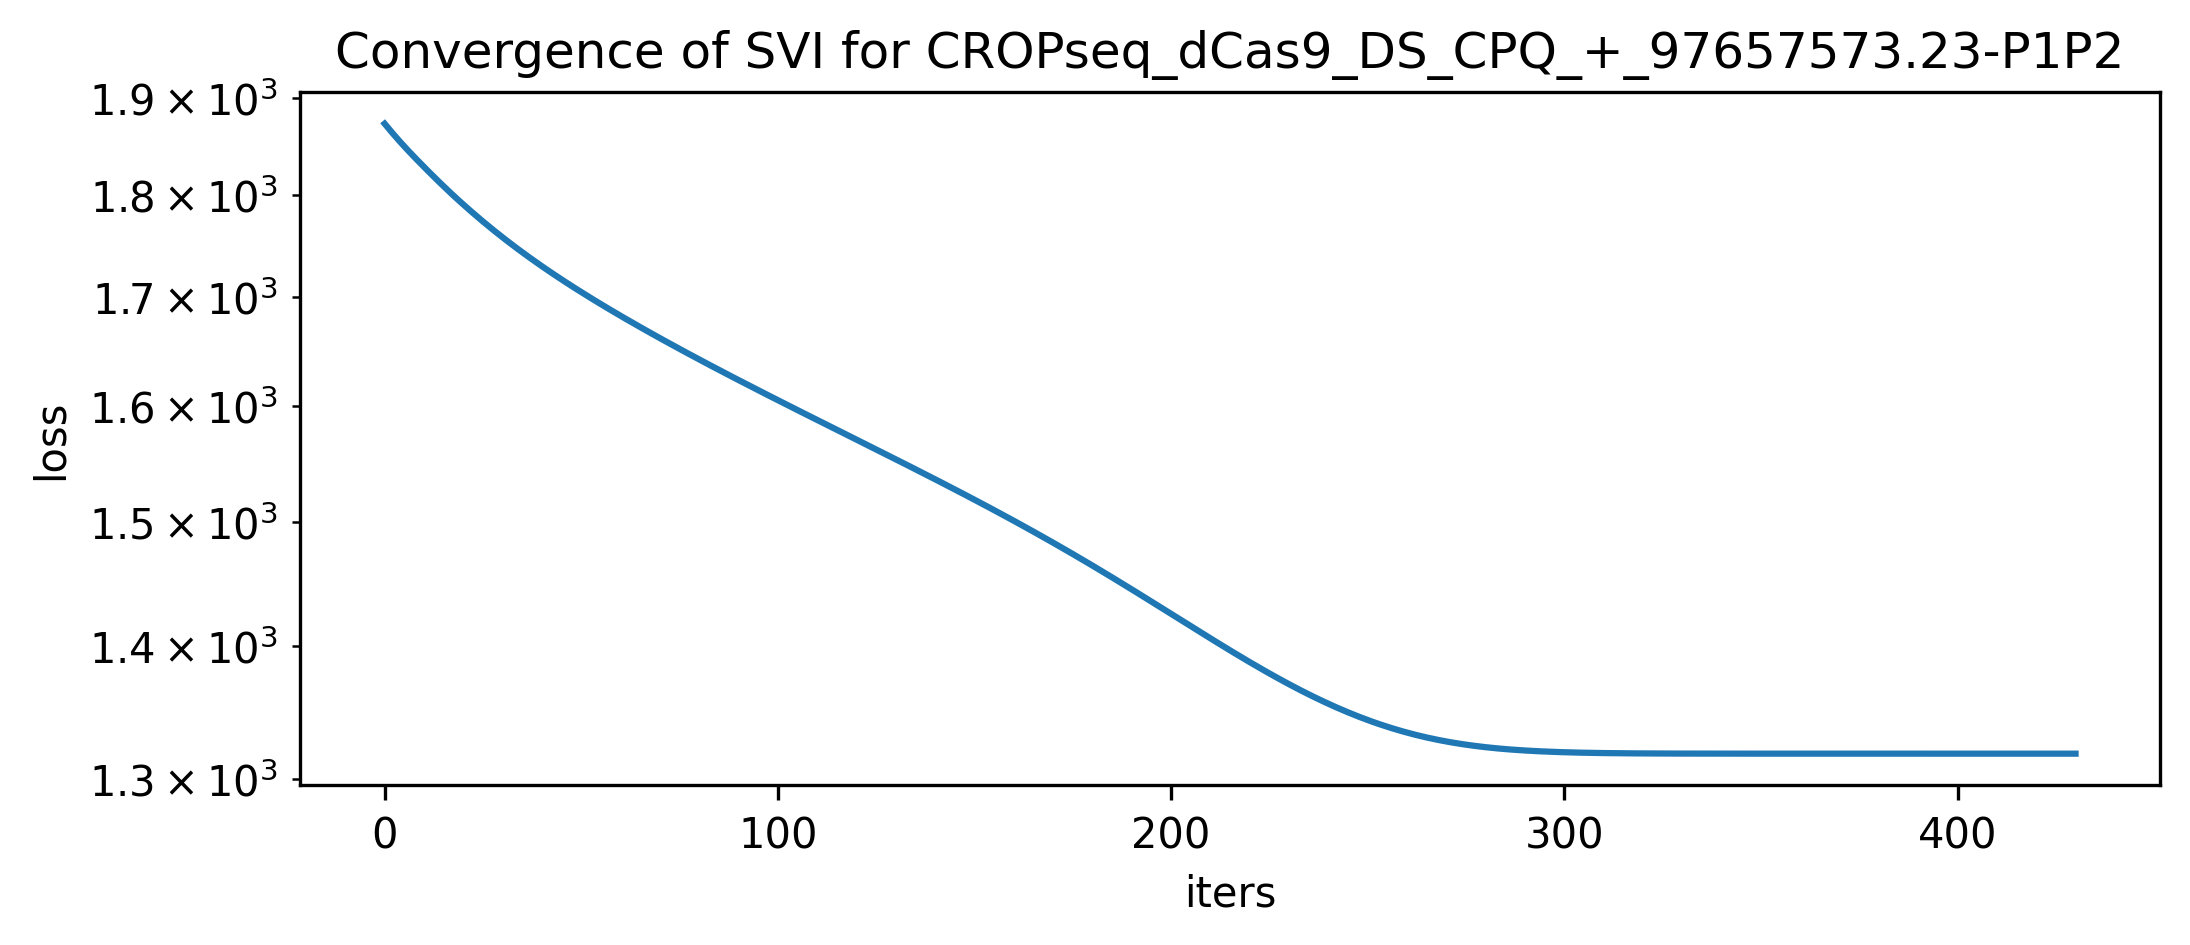 Convergence of SVI for CROPseq_dCas9_DS_CPQ_+_97657573.23-P1P2
1.9 × 10³
1.8 × 10³
1.7 × 10³
1.6 × 10³
1.5 × 10³
1.4 × 10³
1.3 × 10³
loss
0 100 200 300 400
iters